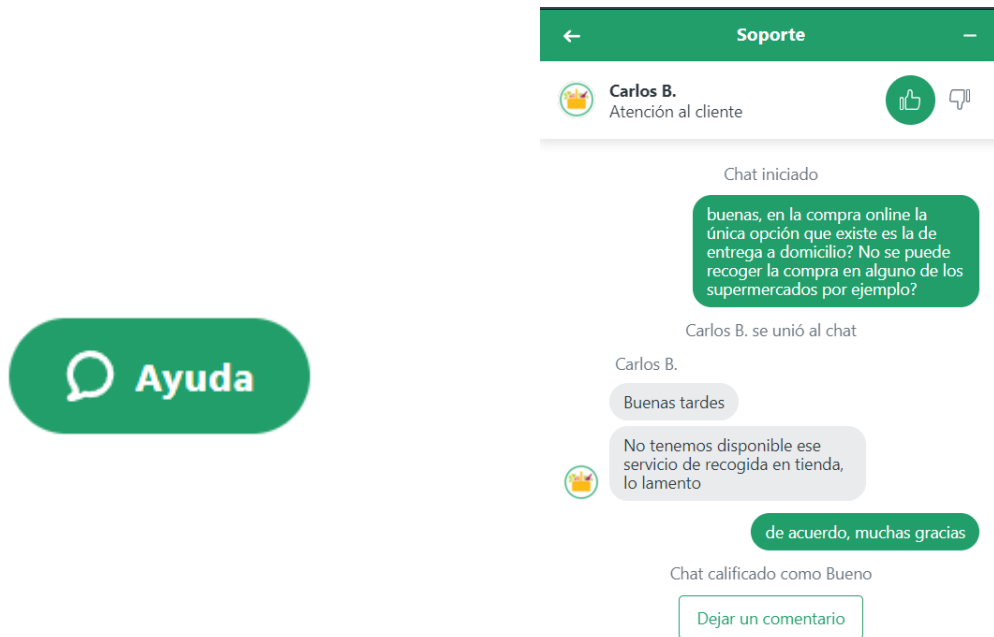 Ayuda
Soporte
Carlos B.
Atención al cliente
Chat iniciado
buenas, en la compra online la
única opción que existe es la de
entrega a domicilio? No se puede
recoger la compra en alguno de los
supermercados por ejemplo?
Carlos B. se unió al chat
Carlos B.
Buenas tardes
No tenemos disponible ese
servicio de recogida en tienda,
lo lamento
de acuerdo, muchas gracias
Chat calificado como Bueno
Dejar un comentario